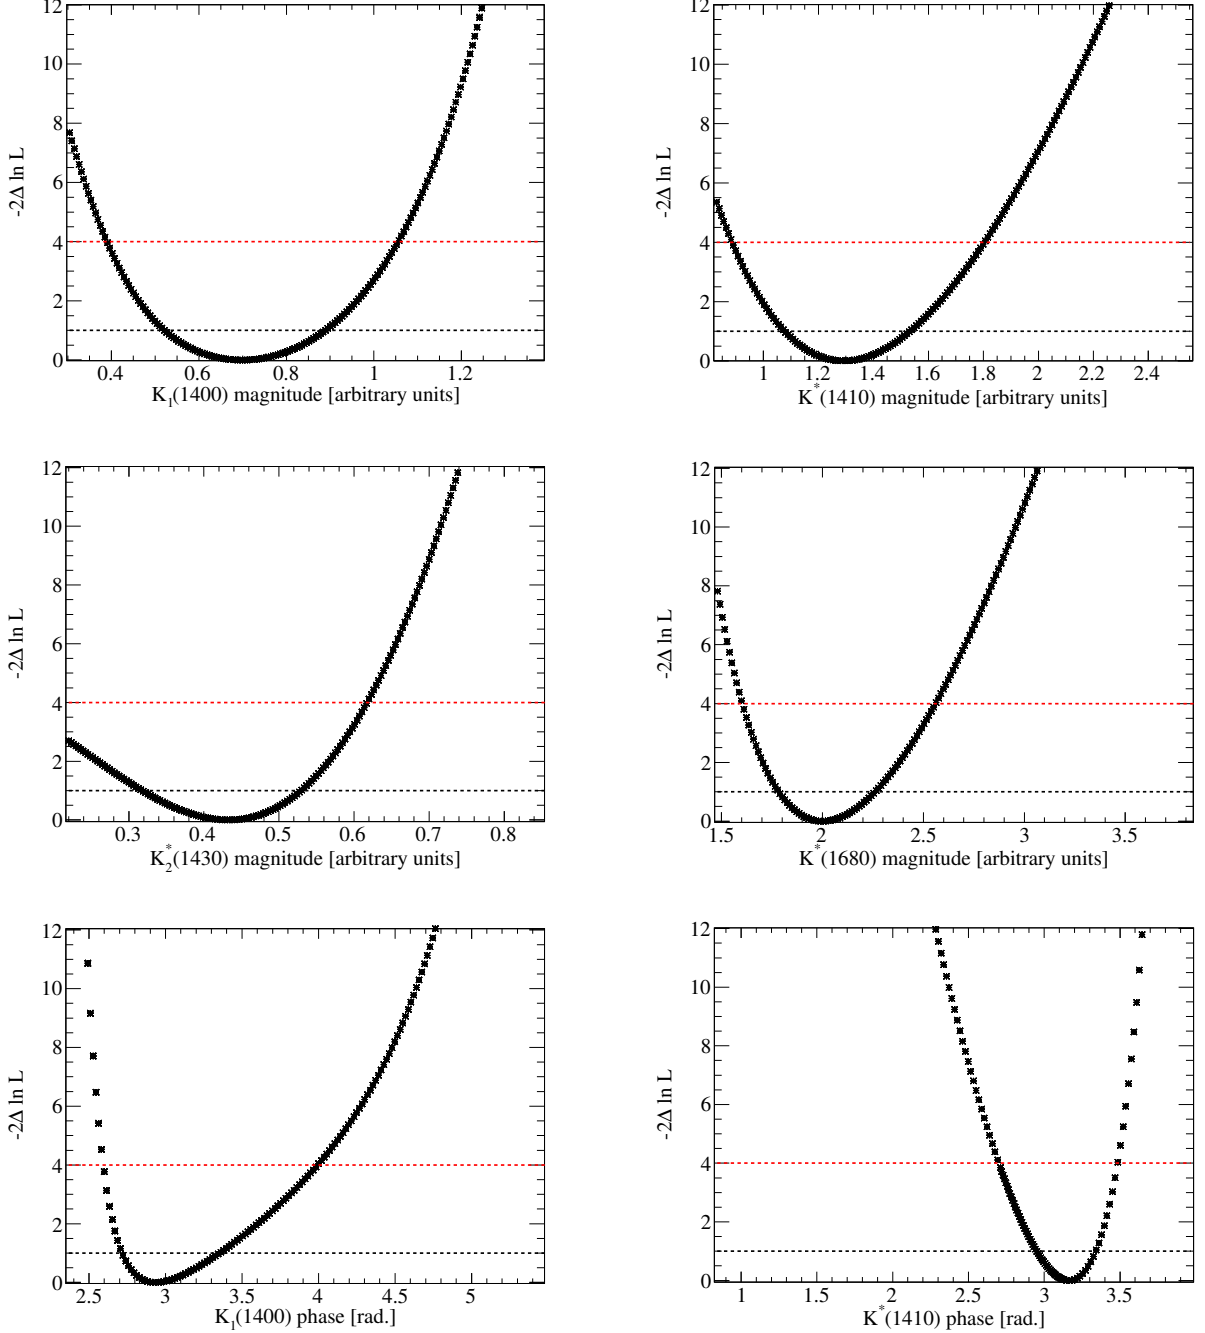 12
10
8
6
4
2
0
-2Δ ln L
0.4 0.6 0.8 1 1.2
K₁(1400) magnitude [arbitrary units]
12
10
8
6
4
2
0
-2Δ ln L
1 1.2 1.4 1.6 1.8 2 2.2 2.4
K*(1410) magnitude [arbitrary units]
12
10
8
6
4
2
0
-2Δ ln L
0.3 0.4 0.5 0.6 0.7 0.8
K₂*(1430) magnitude [arbitrary units]
12
10
8
6
4
2
0
-2Δ ln L
1.5 2 2.5 3 3.5
K*(1680) magnitude [arbitrary units]
12
10
8
6
4
2
0
-2Δ ln L
2.5 3 3.5 4 4.5 5
K₁(1400) phase [rad.]
12
10
8
6
4
2
0
-2Δ ln L
1 1.5 2 2.5 3 3.5
K*(1410) phase [rad.]